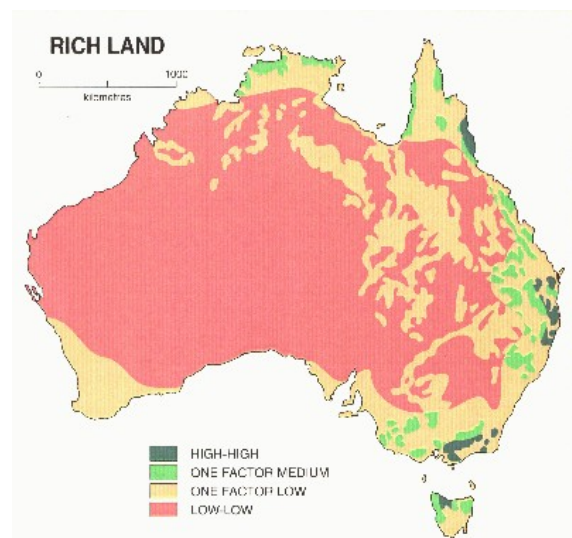 RICH LAND
0 1000
kilometres
HIGH-HIGH
ONE FACTOR MEDIUM
ONE FACTOR LOW
LOW-LOW